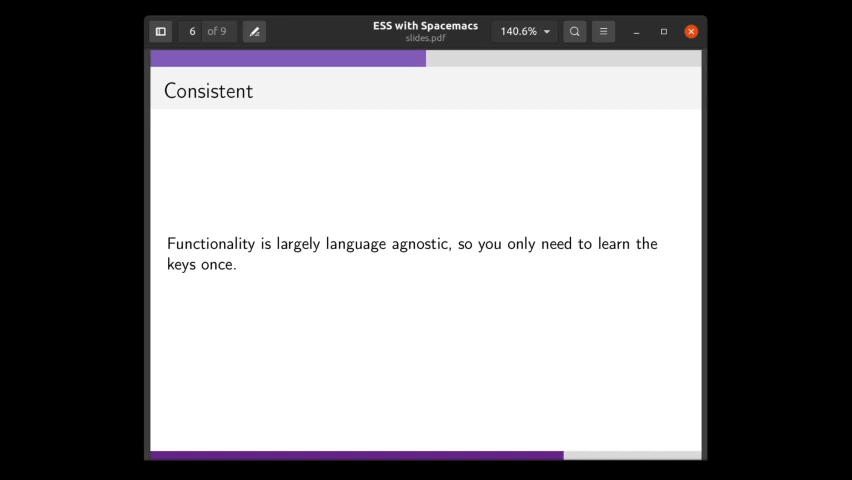 6 of 9
ESS with Spacemacs
slides.pdf
140.6%
Consistent
Functionality is largely language agnostic, so you only need to learn the
keys once.